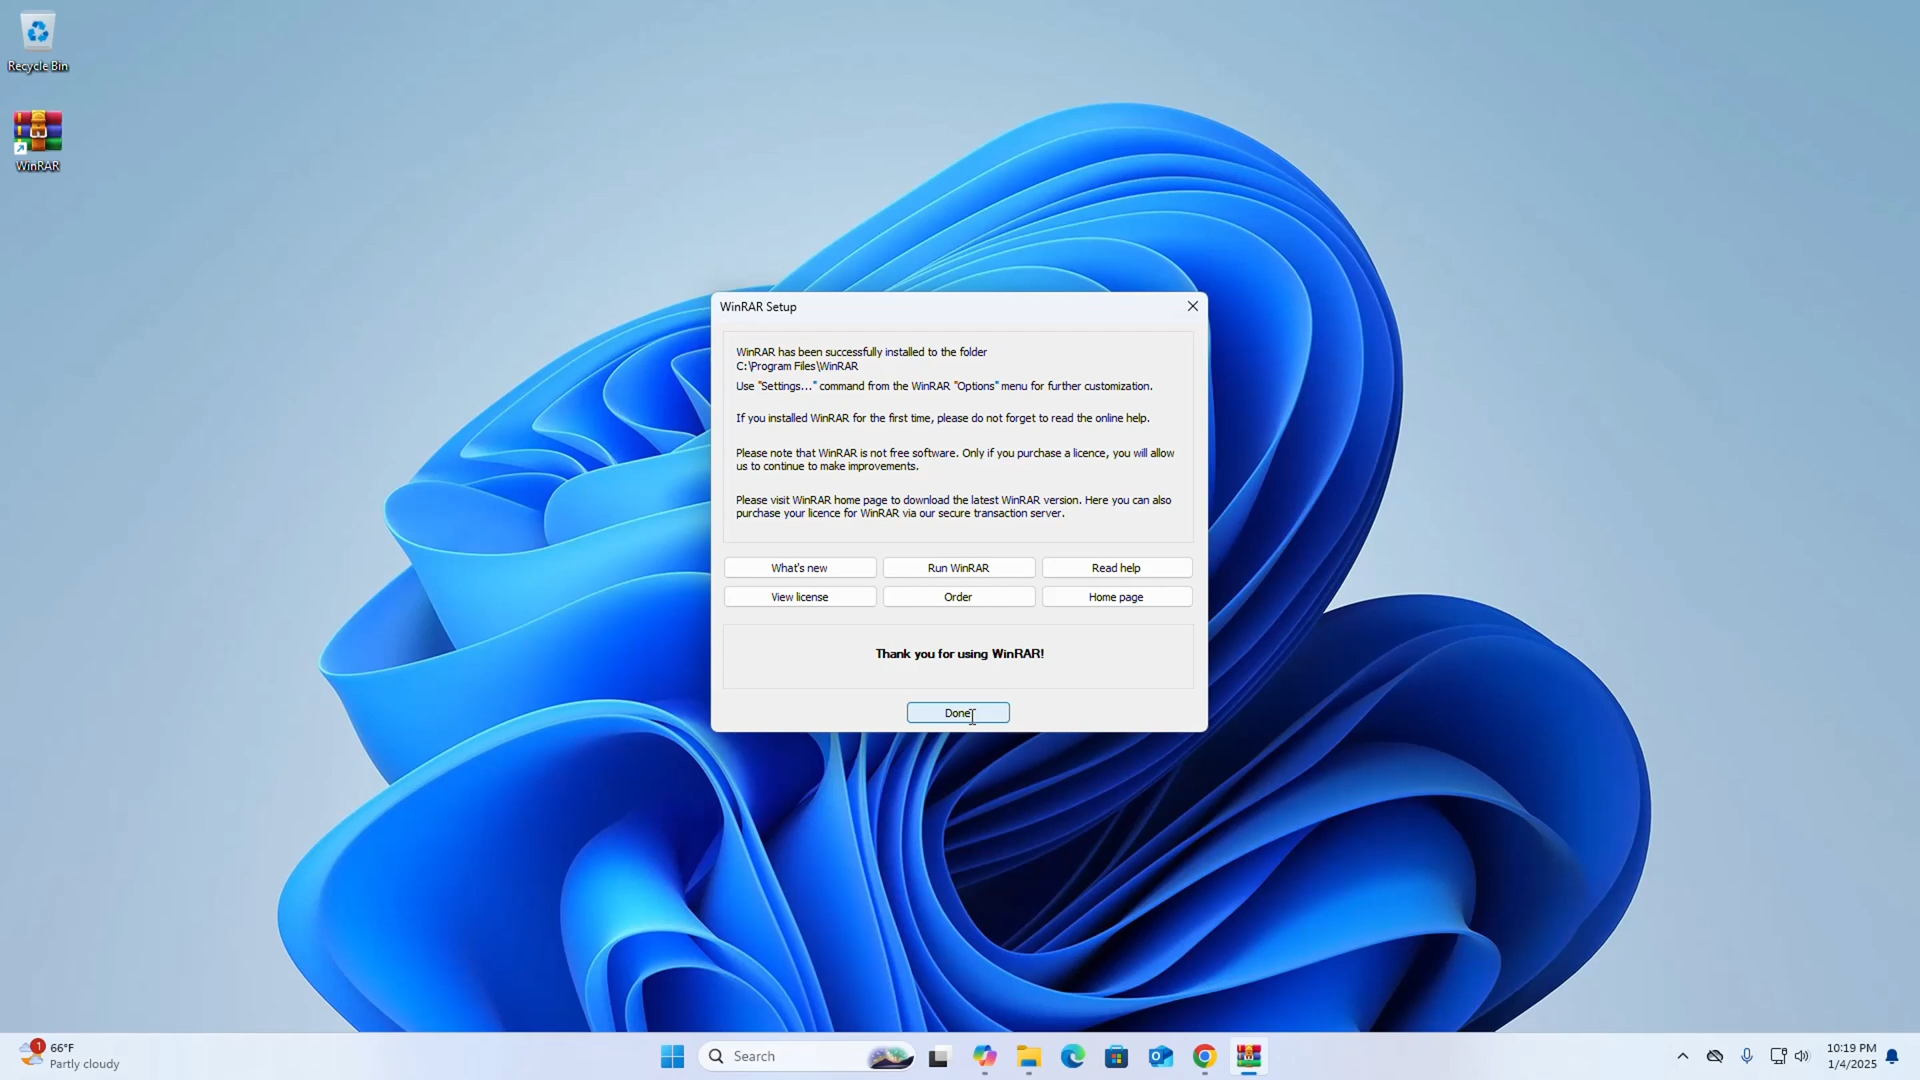 Recycle Bin
WinRAR
WinRAR Setup
WinRAR has been successfully installed to the folder
C:\Program Files\WinRAR
Use "Settings..." command from the WinRAR "Options" menu for further customization.
If you installed WinRAR for the first time, please do not forget to read the online help.
Please note that WinRAR is not free software. Only if you purchase a licence, you will allow
us to continue to make improvements.
Please visit WinRAR home page to download the latest WinRAR version. Here you can also
purchase your licence for WinRAR via our secure transaction server.
What's new
Run WinRAR
Read help
View license
Order
Home page
Thank you for using WinRAR!
Done
1
66°F
Partly cloudy
Search
10:19 PM
1/4/2025